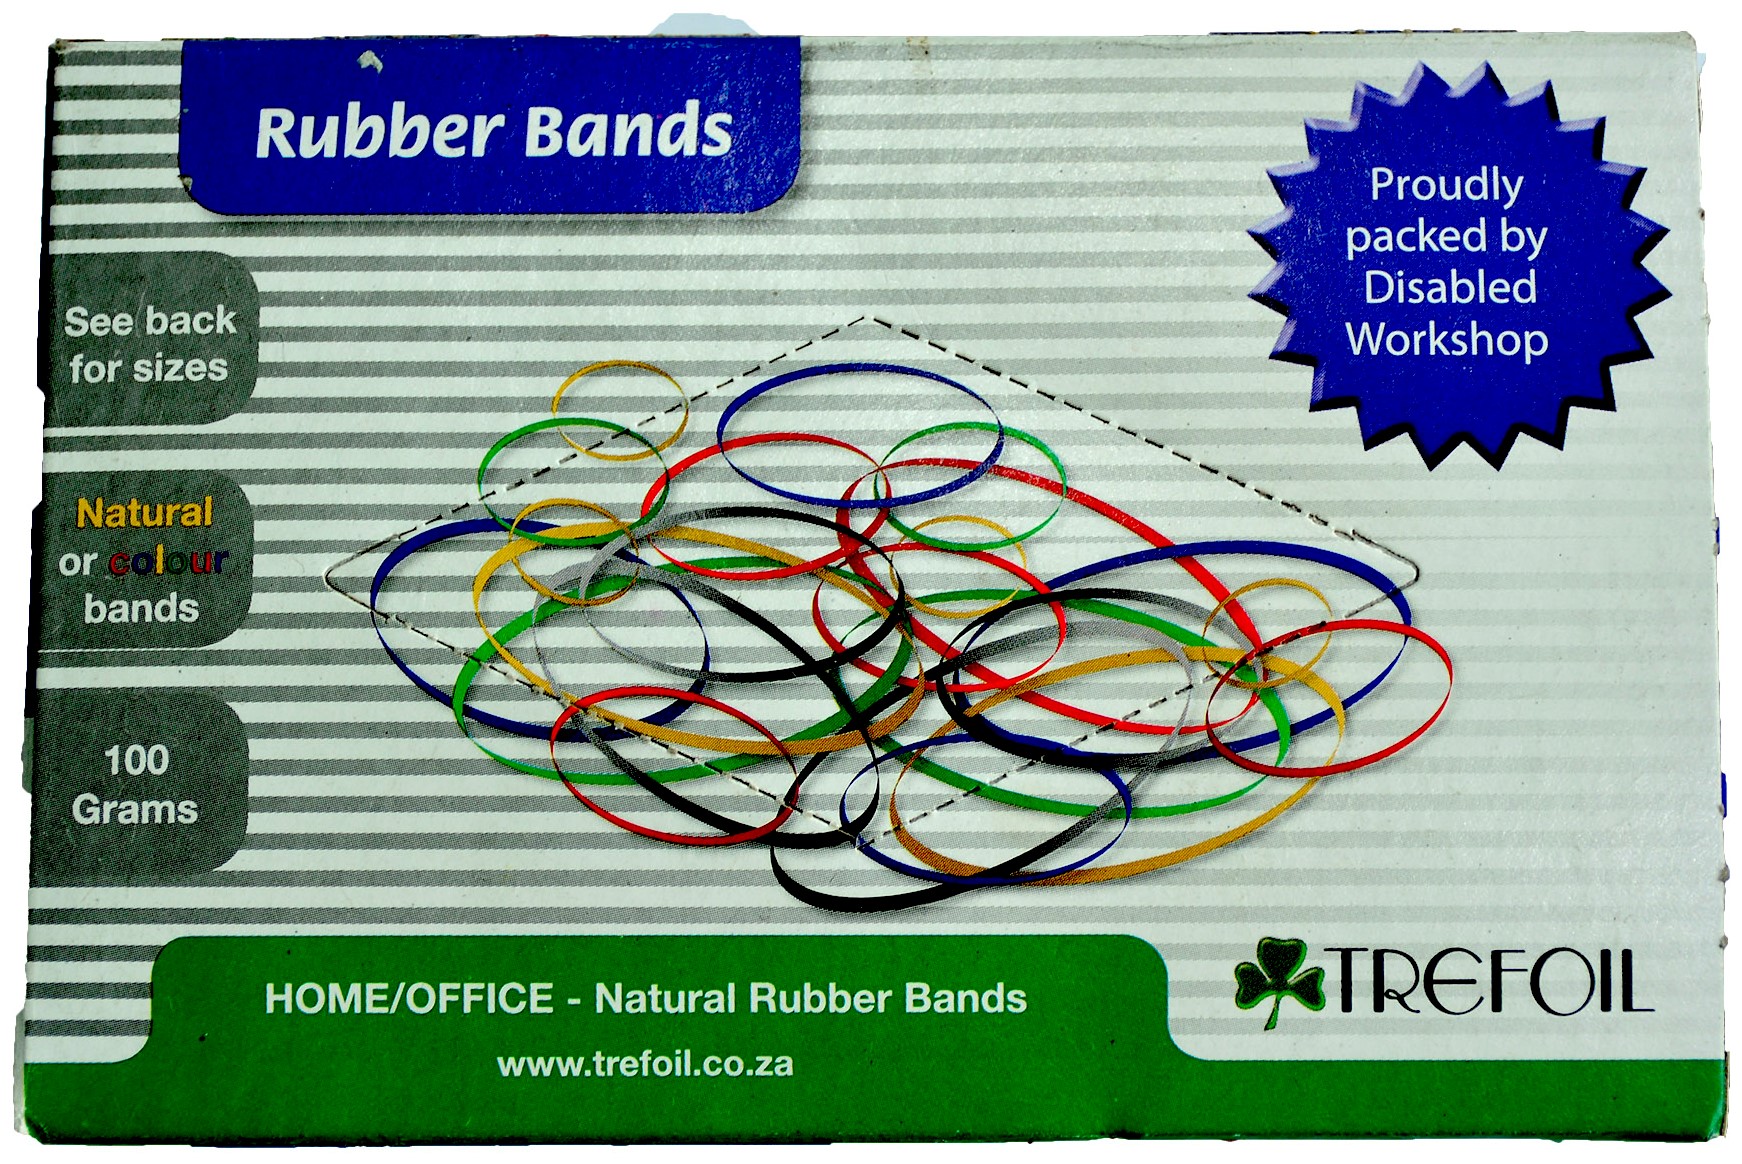 Rubber Bands
Proudly
packed by
Disabled
Workshop
See back
for sizes
Natural
or colour
bands
100
Grams
HOME/OFFICE - Natural Rubber Bands
www.trefoil.co.za
TREFOIL